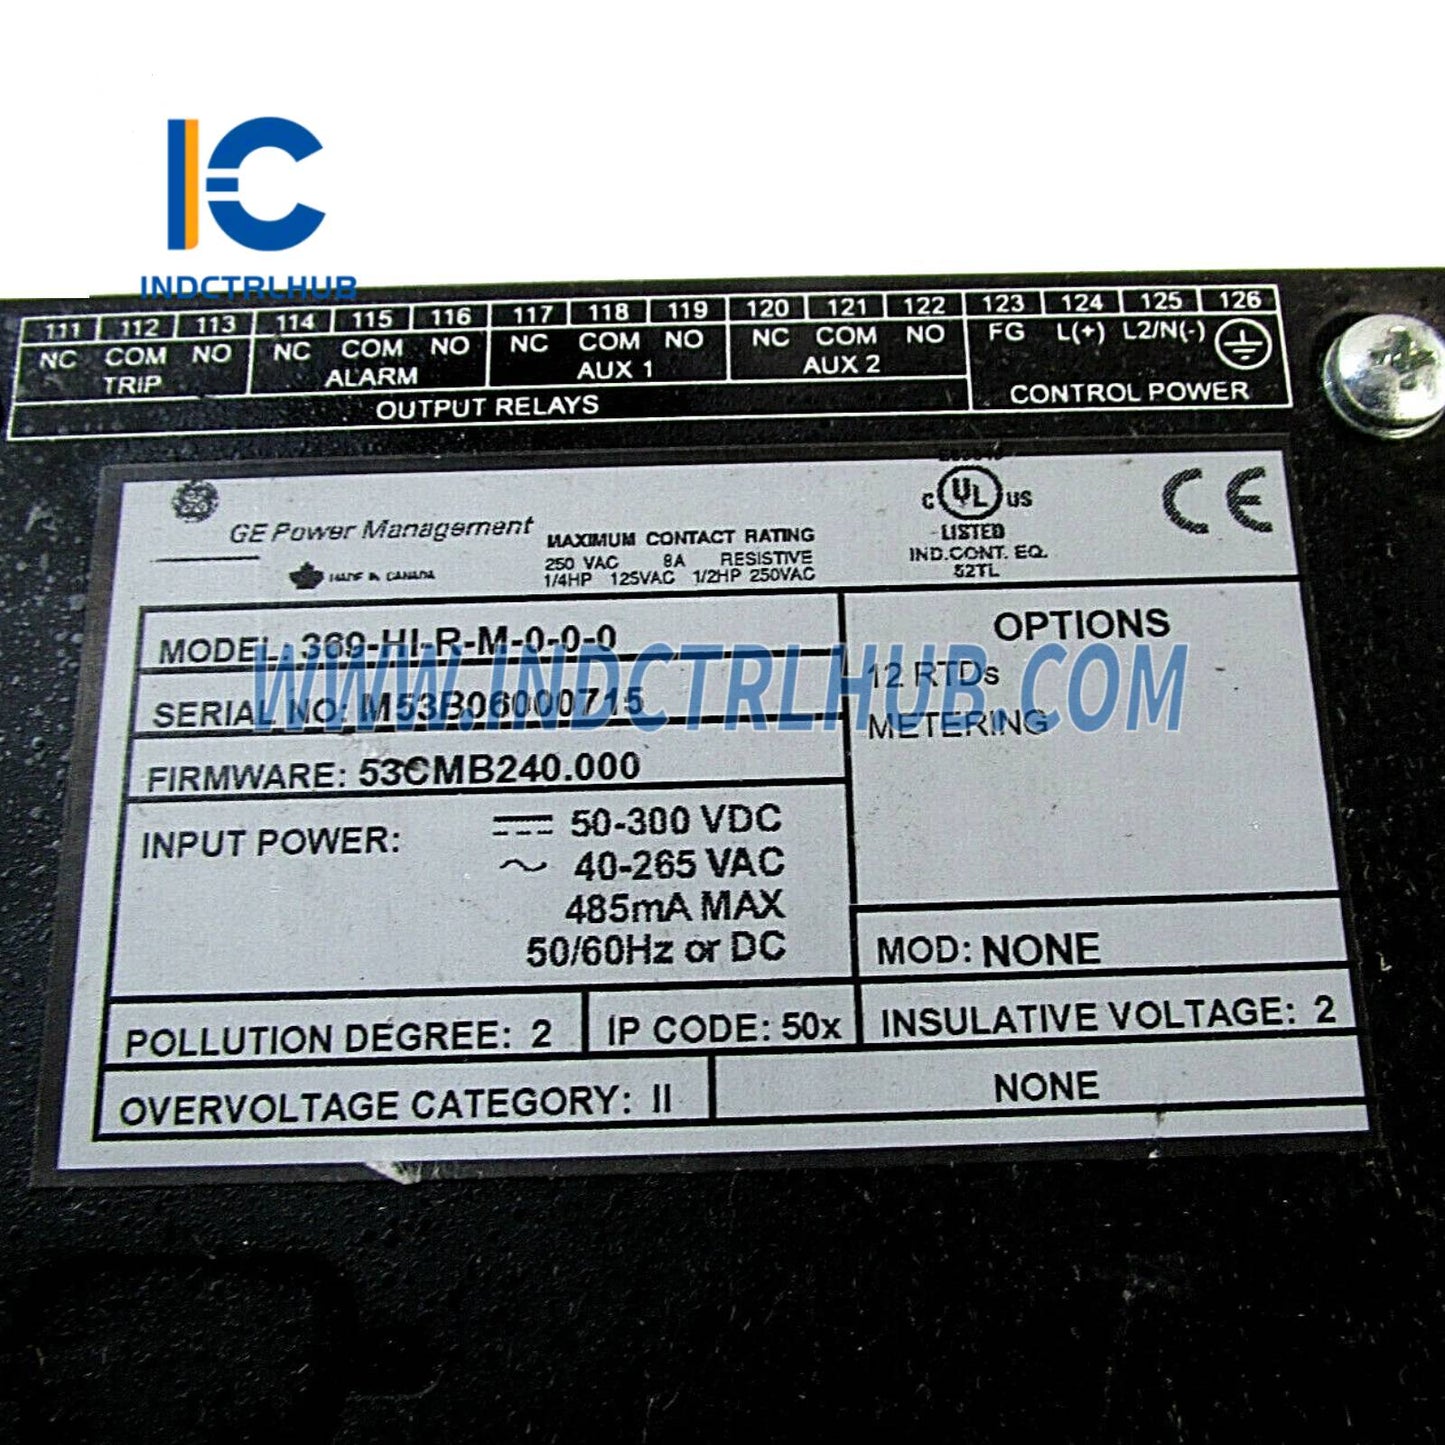 INDCTRLHUB
111 112 113 114 115 116 117 118 119 120 121 122 123 124 125 126
NC COM NO NC COM NO NC COM NO NC COM NO FG L(+) L2/N(-)
TRIP ALARM AUX 1 AUX 2 CONTROL POWER
OUTPUT RELAYS
GE Power Management
MADE IN CANADA
MAXIMUM CONTACT RATING
250 VAC 8A RESISTIVE
1/4HP 125VAC 1/2HP 250VAC
C UL US
LISTED
IND.CONT. EQ.
52TL
CE
MODEL: 369-HI-R-M-0-0-0
SERIAL NO: M53B06000715
FIRMWARE: 53CMB240.000
INPUT POWER: 50-300 VDC
40-265 VAC
485mA MAX
50/60Hz or DC
OPTIONS
12 RTDs
METERING
MOD: NONE
POLLUTION DEGREE: 2 IP CODE: 50x INSULATIVE VOLTAGE: 2
OVERVOLTAGE CATEGORY: II NONE
WWW.INDCTRLHUB.COM